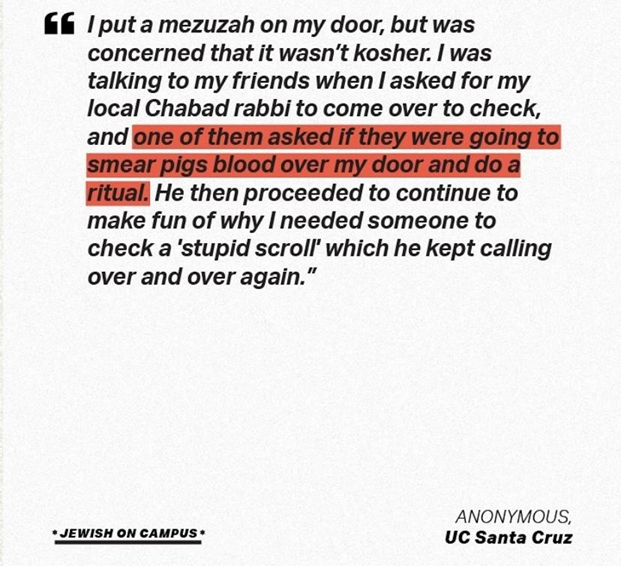 “ I put a mezuzah on my door, but was
concerned that it wasn’t kosher. I was
talking to my friends when I asked for my
local Chabad rabbi to come over to check,
and one of them asked if they were going to
smear pigs blood over my door and do a
ritual. He then proceeded to continue to
make fun of why I needed someone to
check a 'stupid scroll' which he kept calling
over and over again.”
ANONYMOUS,
*JEWISH ON CAMPUS*
UC Santa Cruz